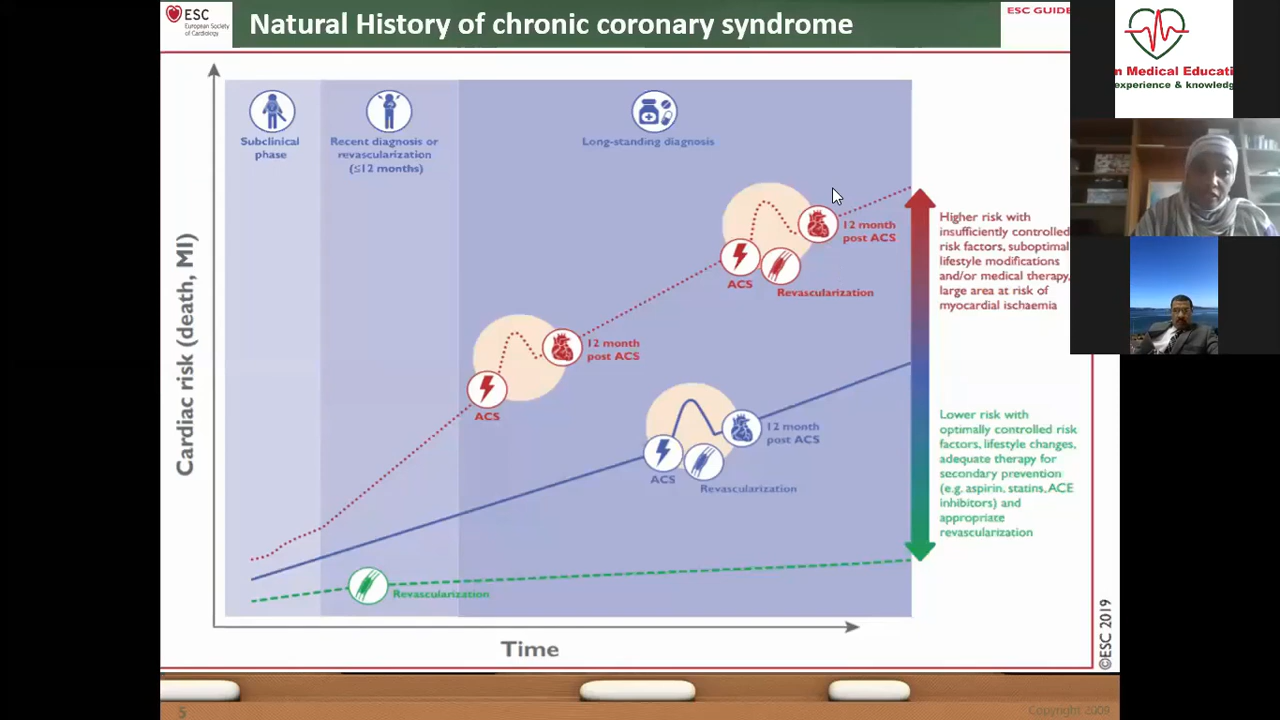 ESC
European Society
of Cardiology
Natural History of chronic coronary syndrome
ESC GUIDE
n Medical Educati
experience & knowledg
Cardiac risk (death, MI)
Subclinical
phase
Recent diagnosis or
revascularization
(≤12 months)
Long-standing diagnosis
12 month
post ACS
ACS
Revascularization
12 month
post ACS
ACS
12 month
post ACS
ACS
Revascularization
Revascularization
Higher risk with
insufficiently controlled
risk factors, suboptimal
lifestyle modifications
and/or medical therapy,
large area at risk of
myocardial ischaemia
Lower risk with
optimally controlled risk
factors, lifestyle changes,
adequate therapy for
secondary prevention
(e.g. aspirin, statins, ACE
inhibitors) and
appropriate
revascularization
Time
©ESC 2019
5
Copyright 2009